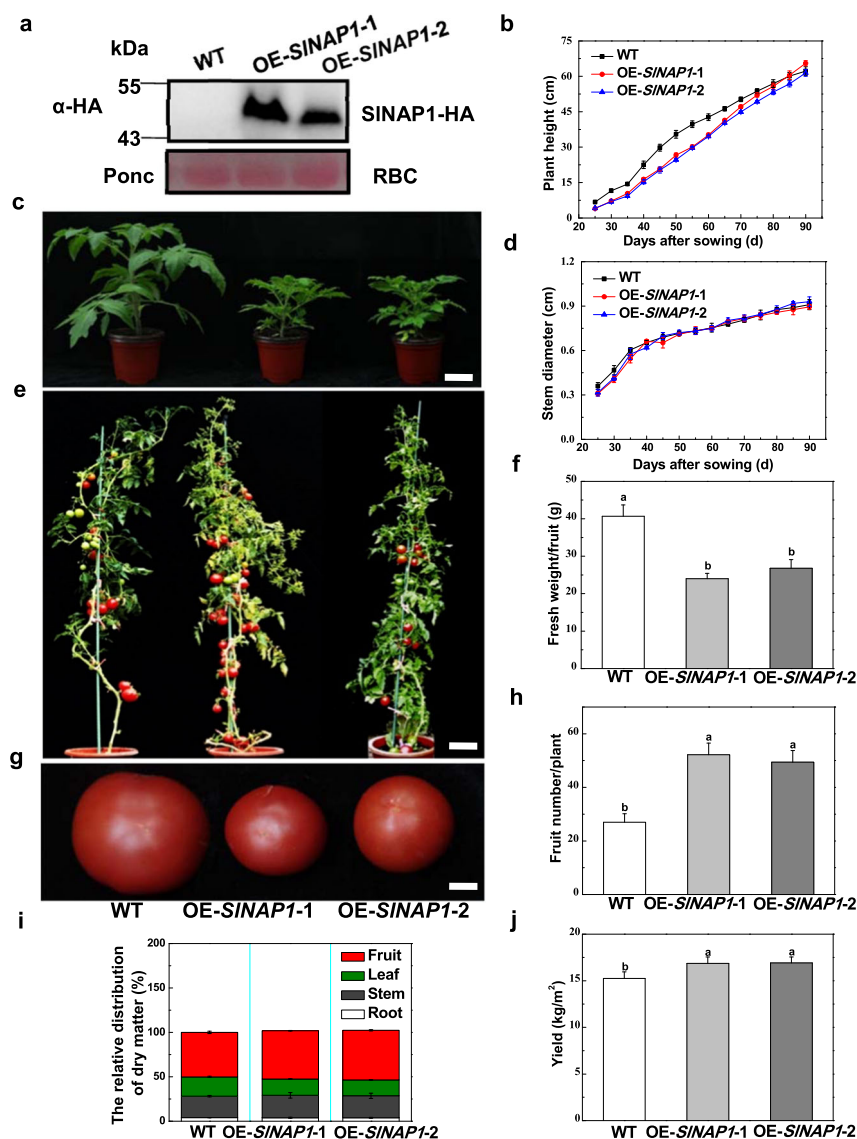 a
kDa
WT
OE-SlNAP1-1
OE-SlNAP1-2
55
α-HA
SlNAP1-HA
43
Ponc
RBC
b
Plant height (cm)
75
60
45
30
15
0
WT
OE-SlNAP1-1
OE-SlNAP1-2
20 30 40 50 60 70 80 90
Days after sowing (d)
c
d
Stem diameter (cm)
1.2
0.9
0.6
0.3
0.0
WT
OE-SlNAP1-1
OE-SlNAP1-2
20 30 40 50 60 70 80 90
Days after sowing (d)
e
f
Fresh weight/fruit (g)
50
40
30
20
10
0
a
b
b
WT
OE-SlNAP1-1
OE-SlNAP1-2
g
WT
OE-SlNAP1-1
OE-SlNAP1-2
h
Fruit number/plant
60
40
20
0
b
a
a
WT
OE-SlNAP1-1
OE-SlNAP1-2
i
The relative distribution
of dry matter (%)
200
150
100
50
0
Fruit
Leaf
Stem
Root
WT
OE-SlNAP1-1
OE-SlNAP1-2
j
Yield (kg/m²)
20
15
10
5
0
b
a
a
WT
OE-SlNAP1-1
OE-SlNAP1-2